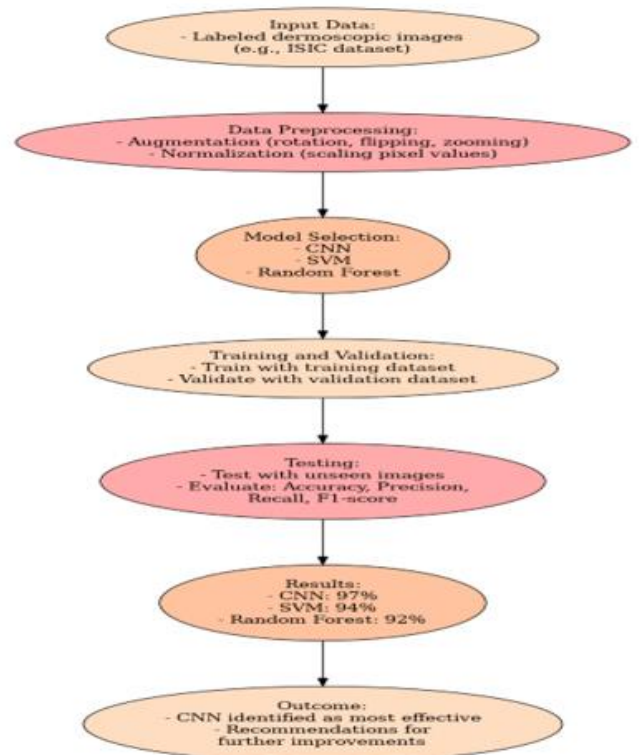 Input Data:
- Labeled dermoscopic images
(e.g., ISIC dataset)
Data Preprocessing:
- Augmentation (rotation, flipping, zooming)
- Normalization (scaling pixel values)
Model Selection:
- CNN
- SVM
- Random Forest
Training and Validation:
- Train with training dataset
- Validate with validation dataset
Testing:
- Test with unseen images
- Evaluate: Accuracy, Precision,
Recall, F1-score
Results:
- CNN: 97%
- SVM: 94%
- Random Forest: 92%
Outcome:
- CNN identified as most effective
- Recommendations for
further improvements